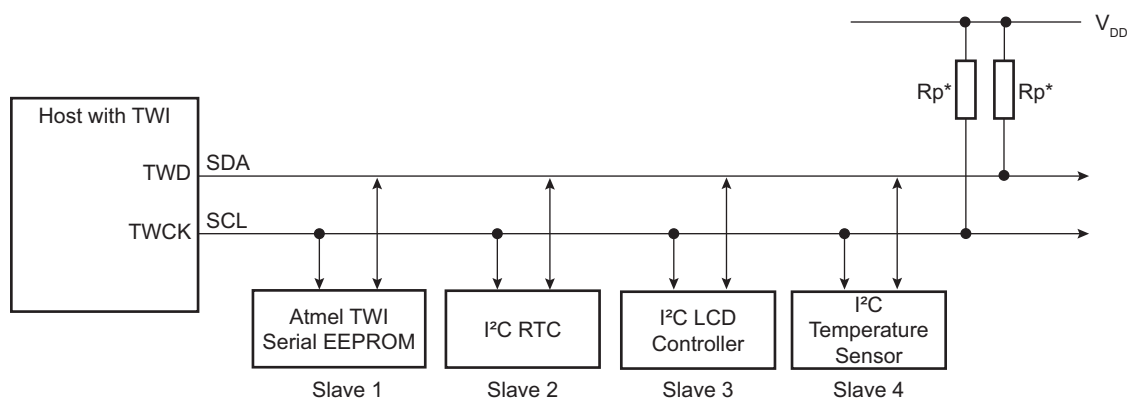 V_DD
Rp* Rp*
Host with TWI
TWD SDA
TWCK SCL
Atmel TWI
Serial EEPROM
I²C RTC
I²C LCD
Controller
I²C
Temperature
Sensor
Slave 1 Slave 2 Slave 3 Slave 4